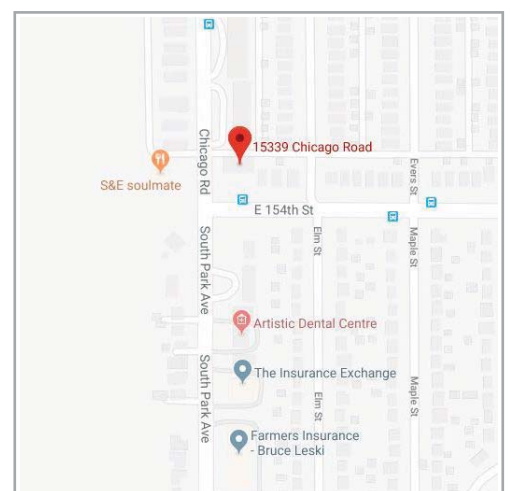 15339 Chicago Road
Chicago Rd
S&E soulmate
Evers St
E 154th St
South Park Ave
Elm St
Maple St
Artistic Dental Centre
The Insurance Exchange
South Park Ave
Elm St
Maple St
Farmers Insurance
- Bruce Leski